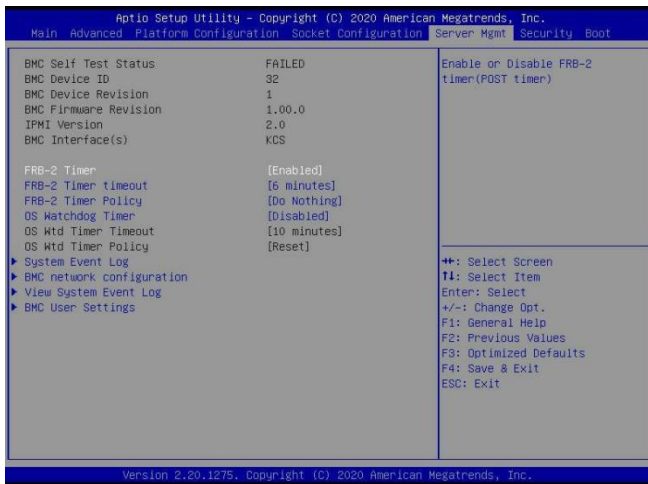 Aptio Setup Utility – Copyright (C) 2020 American Megatrends, Inc.
Main Advanced Platform Configuration Socket Configuration Server Mgmt Security Boot
BMC Self Test Status FAILED
BMC Device ID 32
BMC Device Revision 1
BMC Firmware Revision 1.00.0
IPMI Version 2.0
BMC Interface(s) KCS
FRB-2 Timer [Enabled]
FRB-2 Timer timeout [6 minutes]
FRB-2 Timer Policy [Do Nothing]
OS Watchdog Timer [Disabled]
OS Wtd Timer Timeout [10 minutes]
OS Wtd Timer Policy [Reset]
System Event Log
BMC network configuration
View System Event Log
BMC User Settings
Enable or Disable FRB-2
timer(POST timer)
→←: Select Screen
↑↓: Select Item
Enter: Select
+/-: Change Opt.
F1: General Help
F2: Previous Values
F3: Optimized Defaults
F4: Save & Exit
ESC: Exit
Version 2.20.1275. Copyright (C) 2020 American Megatrends, Inc.